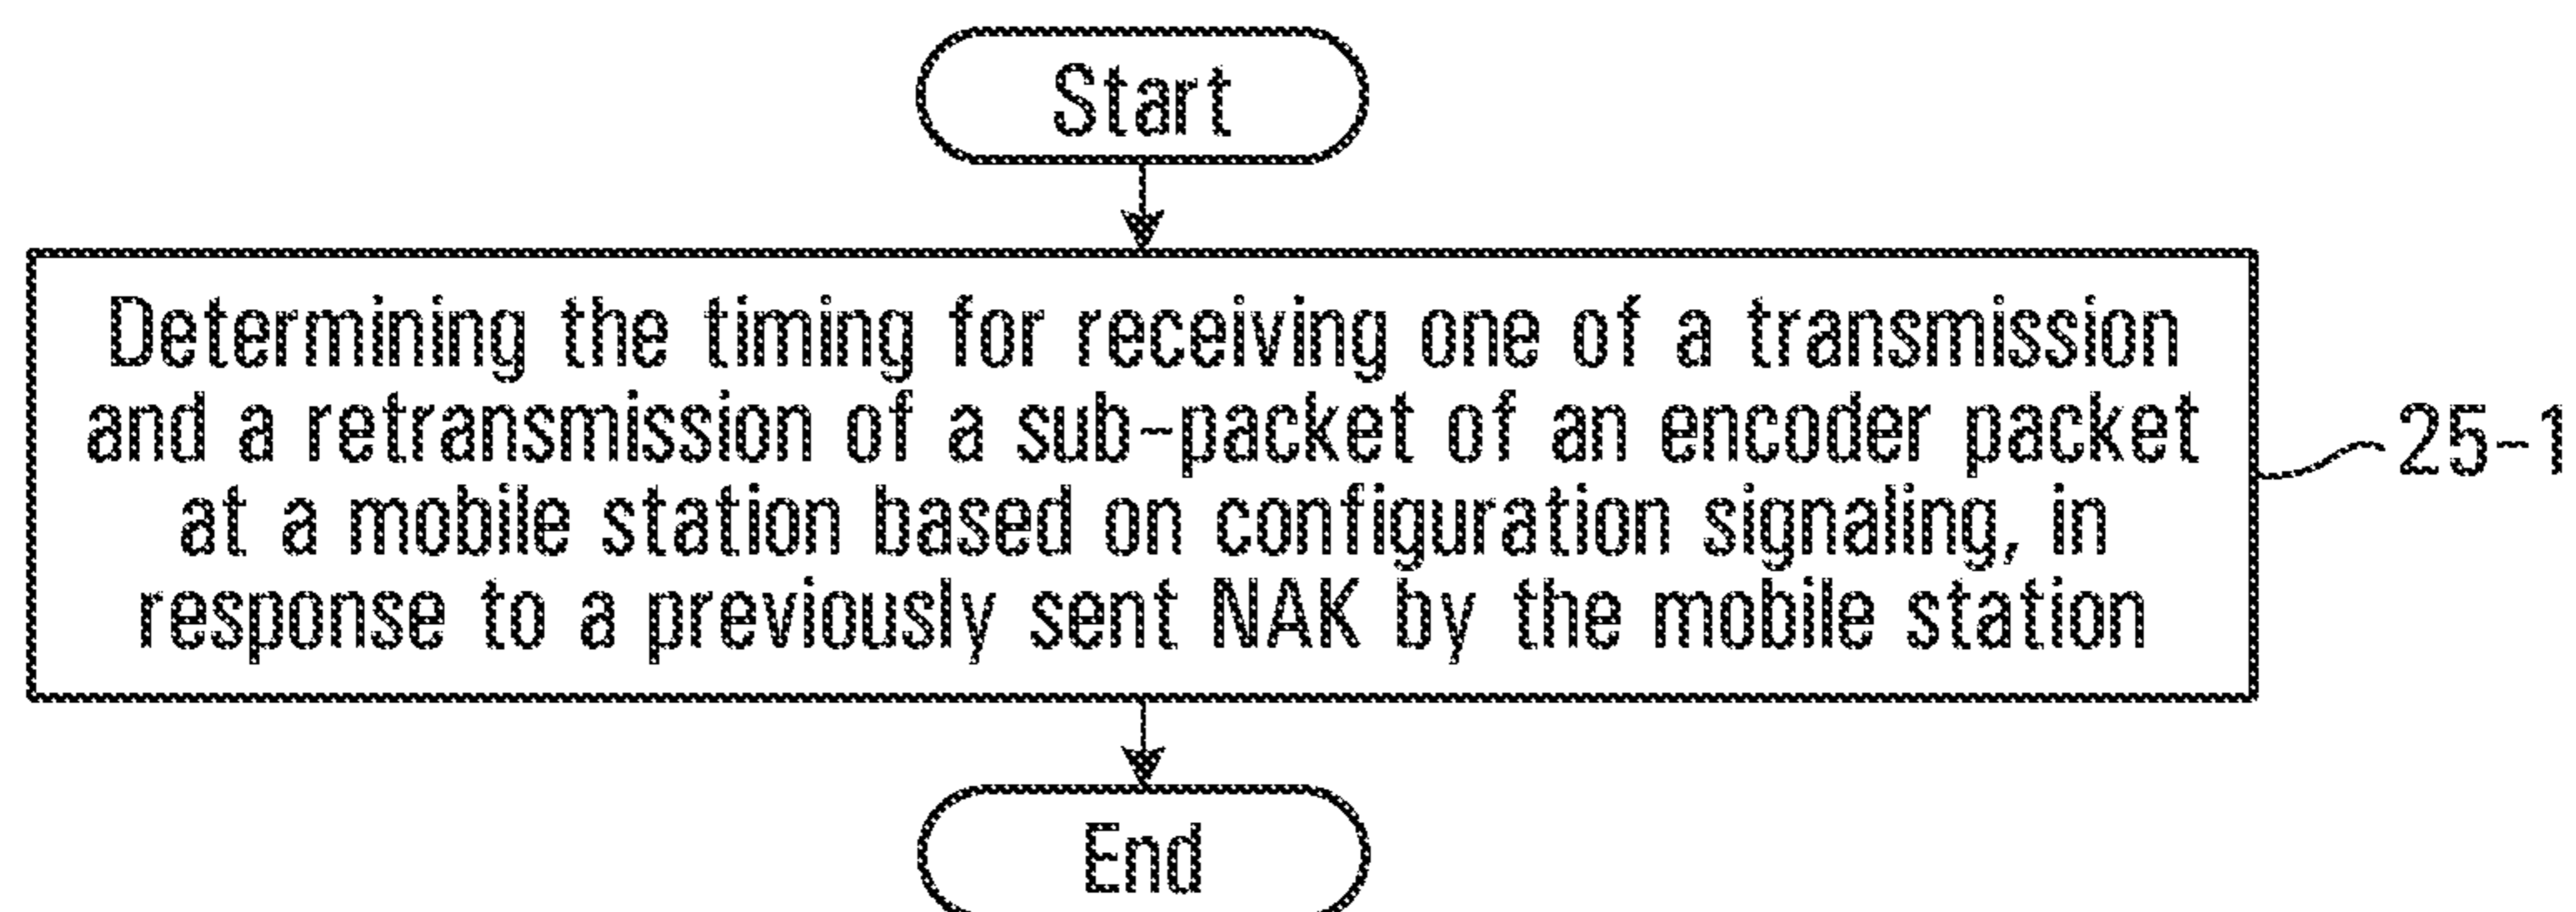 Start
Determining the timing for receiving one of a transmission
and a retransmission of a sub-packet of an encoder packet
at a mobile station based on configuration signaling, in
response to a previously sent NAK by the mobile station
25-1
End